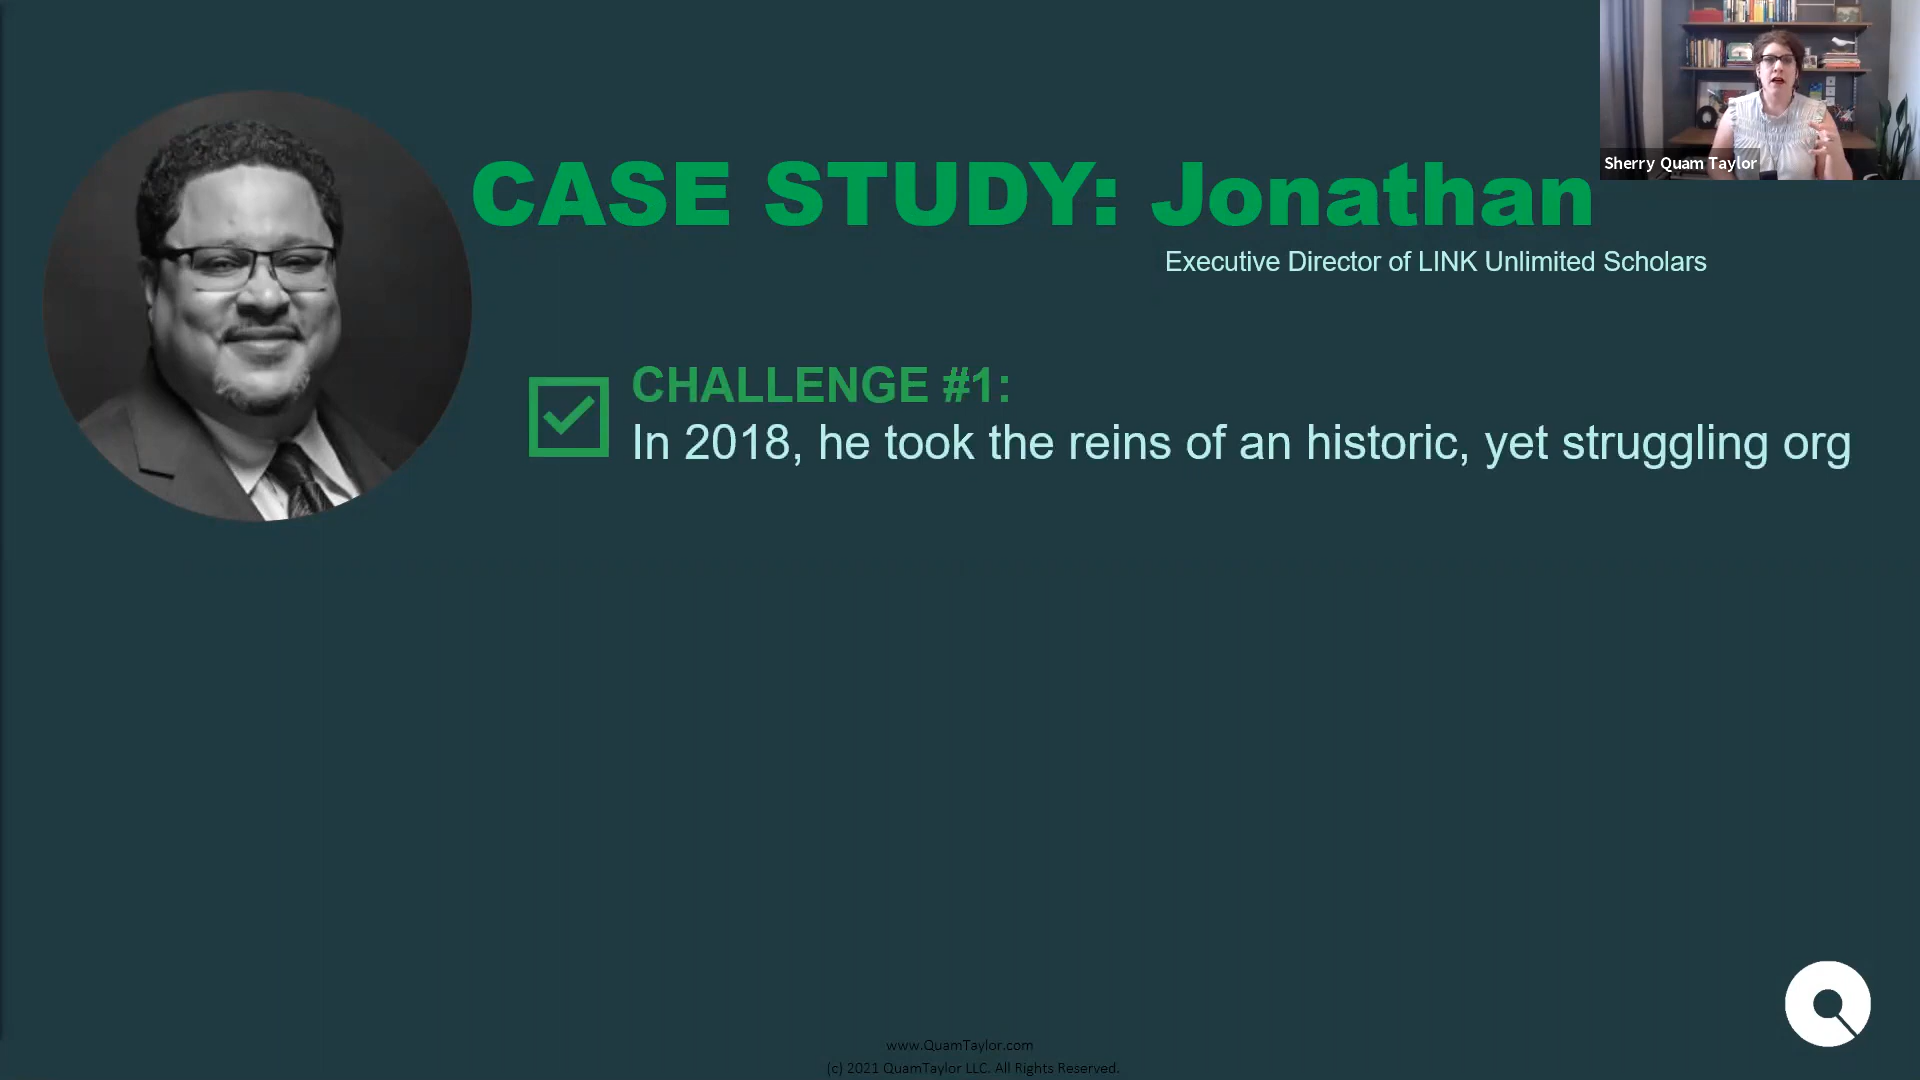 CASE STUDY: Jonathan
Executive Director of LINK Unlimited Scholars
Sherry Quam Taylor
CHALLENGE #1:
In 2018, he took the reins of an historic, yet struggling org
www.QuamTaylor.com
(c) 2021 QuamTaylor LLC. All Rights Reserved.